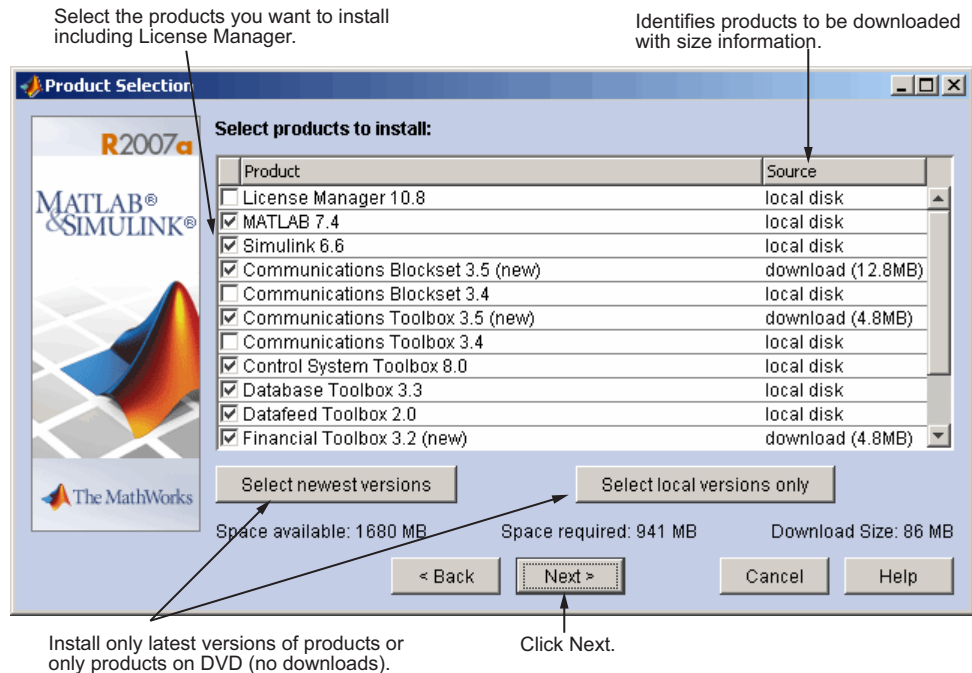 Select the products you want to install
including License Manager.
Identifies products to be downloaded
with size information.
Product Selection
R2007a
MATLAB®
&SIMULINK®
The MathWorks
Select products to install:
Product Source
License Manager 10.8 local disk
MATLAB 7.4 local disk
Simulink 6.6 local disk
Communications Blockset 3.5 (new) download (12.8MB)
Communications Blockset 3.4 local disk
Communications Toolbox 3.5 (new) download (4.8MB)
Communications Toolbox 3.4 local disk
Control System Toolbox 8.0 local disk
Database Toolbox 3.3 local disk
Datafeed Toolbox 2.0 local disk
Financial Toolbox 3.2 (new) download (4.8MB)
Select newest versions Select local versions only
Space available: 1680 MB Space required: 941 MB Download Size: 86 MB
< Back Next > Cancel Help
Install only latest versions of products or
only products on DVD (no downloads).
Click Next.